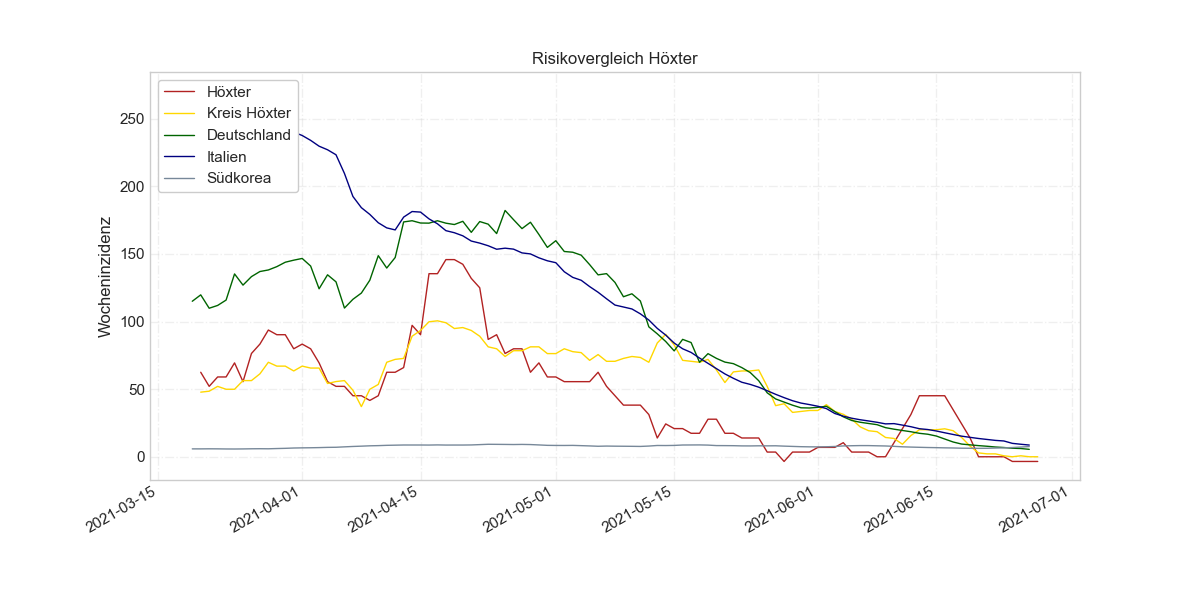 Risikovergleich Höxter
Höxter
Kreis Höxter
Deutschland
Italien
Südkorea
Wocheninzidenz
250
200
150
100
50
0
2021-03-15
2021-04-01
2021-04-15
2021-05-01
2021-05-15
2021-06-01
2021-06-15
2021-07-01